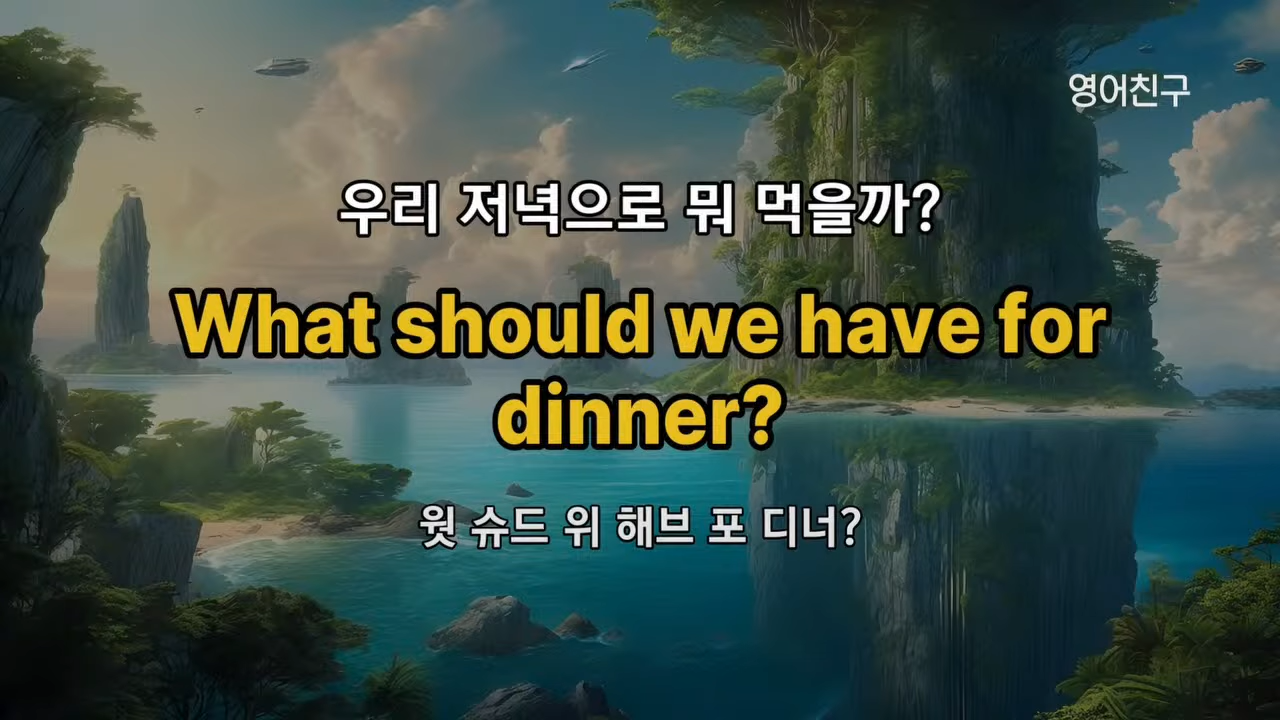 영어친구
우리 저녁으로 뭐 먹을까?
What should we have for
dinner?
웟 슈드 위 해브 포 디너?